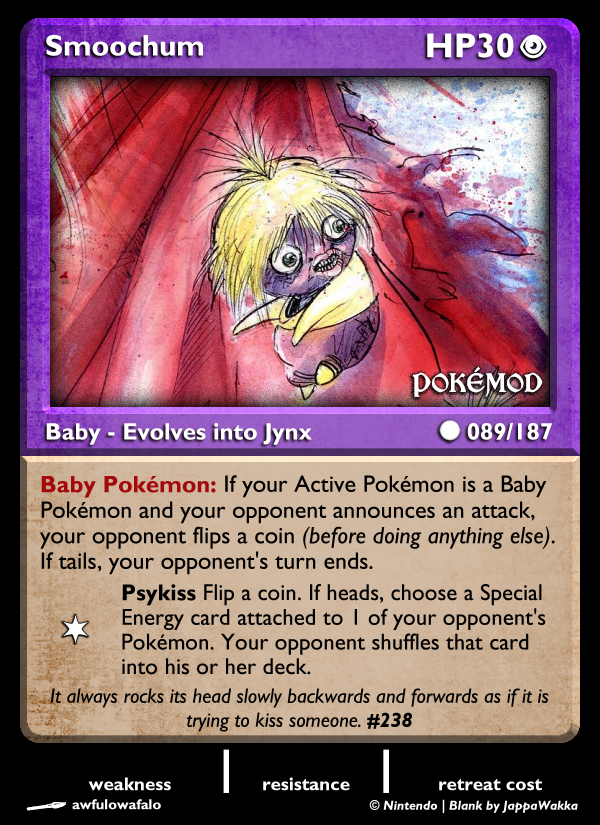 Smoochum HP30
POKÉMOD
Baby - Evolves into Jynx 089/187
Baby Pokémon: If your Active Pokémon is a Baby
Pokémon and your opponent announces an attack,
your opponent flips a coin (before doing anything else).
If tails, your opponent's turn ends.
Psykiss Flip a coin. If heads, choose a Special
Energy card attached to 1 of your opponent's
Pokémon. Your opponent shuffles that card
into his or her deck.
It always rocks its head slowly backwards and forwards as if it is
trying to kiss someone. #238
weakness resistance retreat cost
awfulowafalo © Nintendo | Blank by JappaWakka